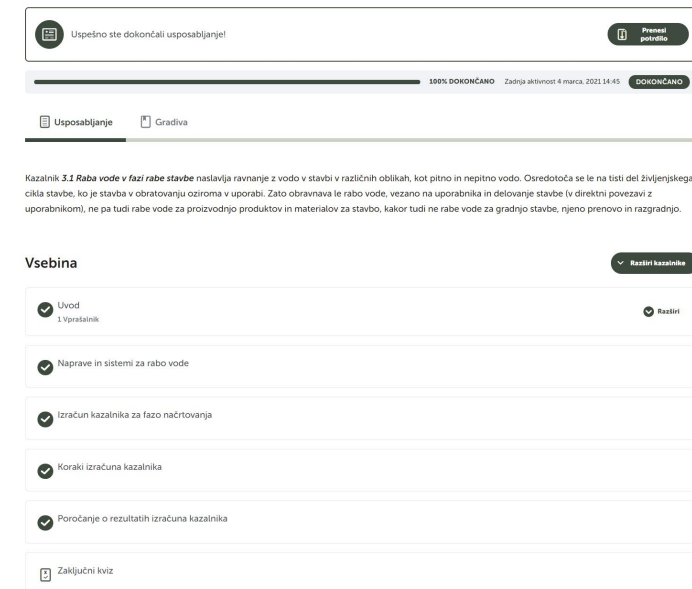 Uspešno ste dokončali usposabljanje!
Prenesi
potrdilo
100% DOKONČANO Zadnja aktivnost 4 marca, 2021 14:45 DOKONČANO
Usposabljanje Gradiva
Kazalnik 3.1 Raba vode v fazi rabe stavbe naslavlja ravnanje z vodo v stavbi v različnih oblikah, kot pitno in nepitno vodo. Osredotoča se le na tisti del življenjskega
cikla stavbe, ko je stavba v obratovanju oziroma v uporabi. Zato obravnava le rabo vode, vezano na uporabnika in delovanje stavbe (v direktni povezavi z
uporabnikom), ne pa tudi rabe vode za proizvodnjo produktov in materialov za stavbo, kakor tudi ne rabe vode za gradnjo stavbe, njeno prenovo in razgradnjo.
Vsebina
Razširi kazalnike
Uvod
1 Vprašalnik
Razširi
Naprave in sistemi za rabo vode
Izračun kazalnika za fazo načrtovanja
Koraki izračuna kazalnika
Poročanje o rezultatih izračuna kazalnika
Zaključni kviz